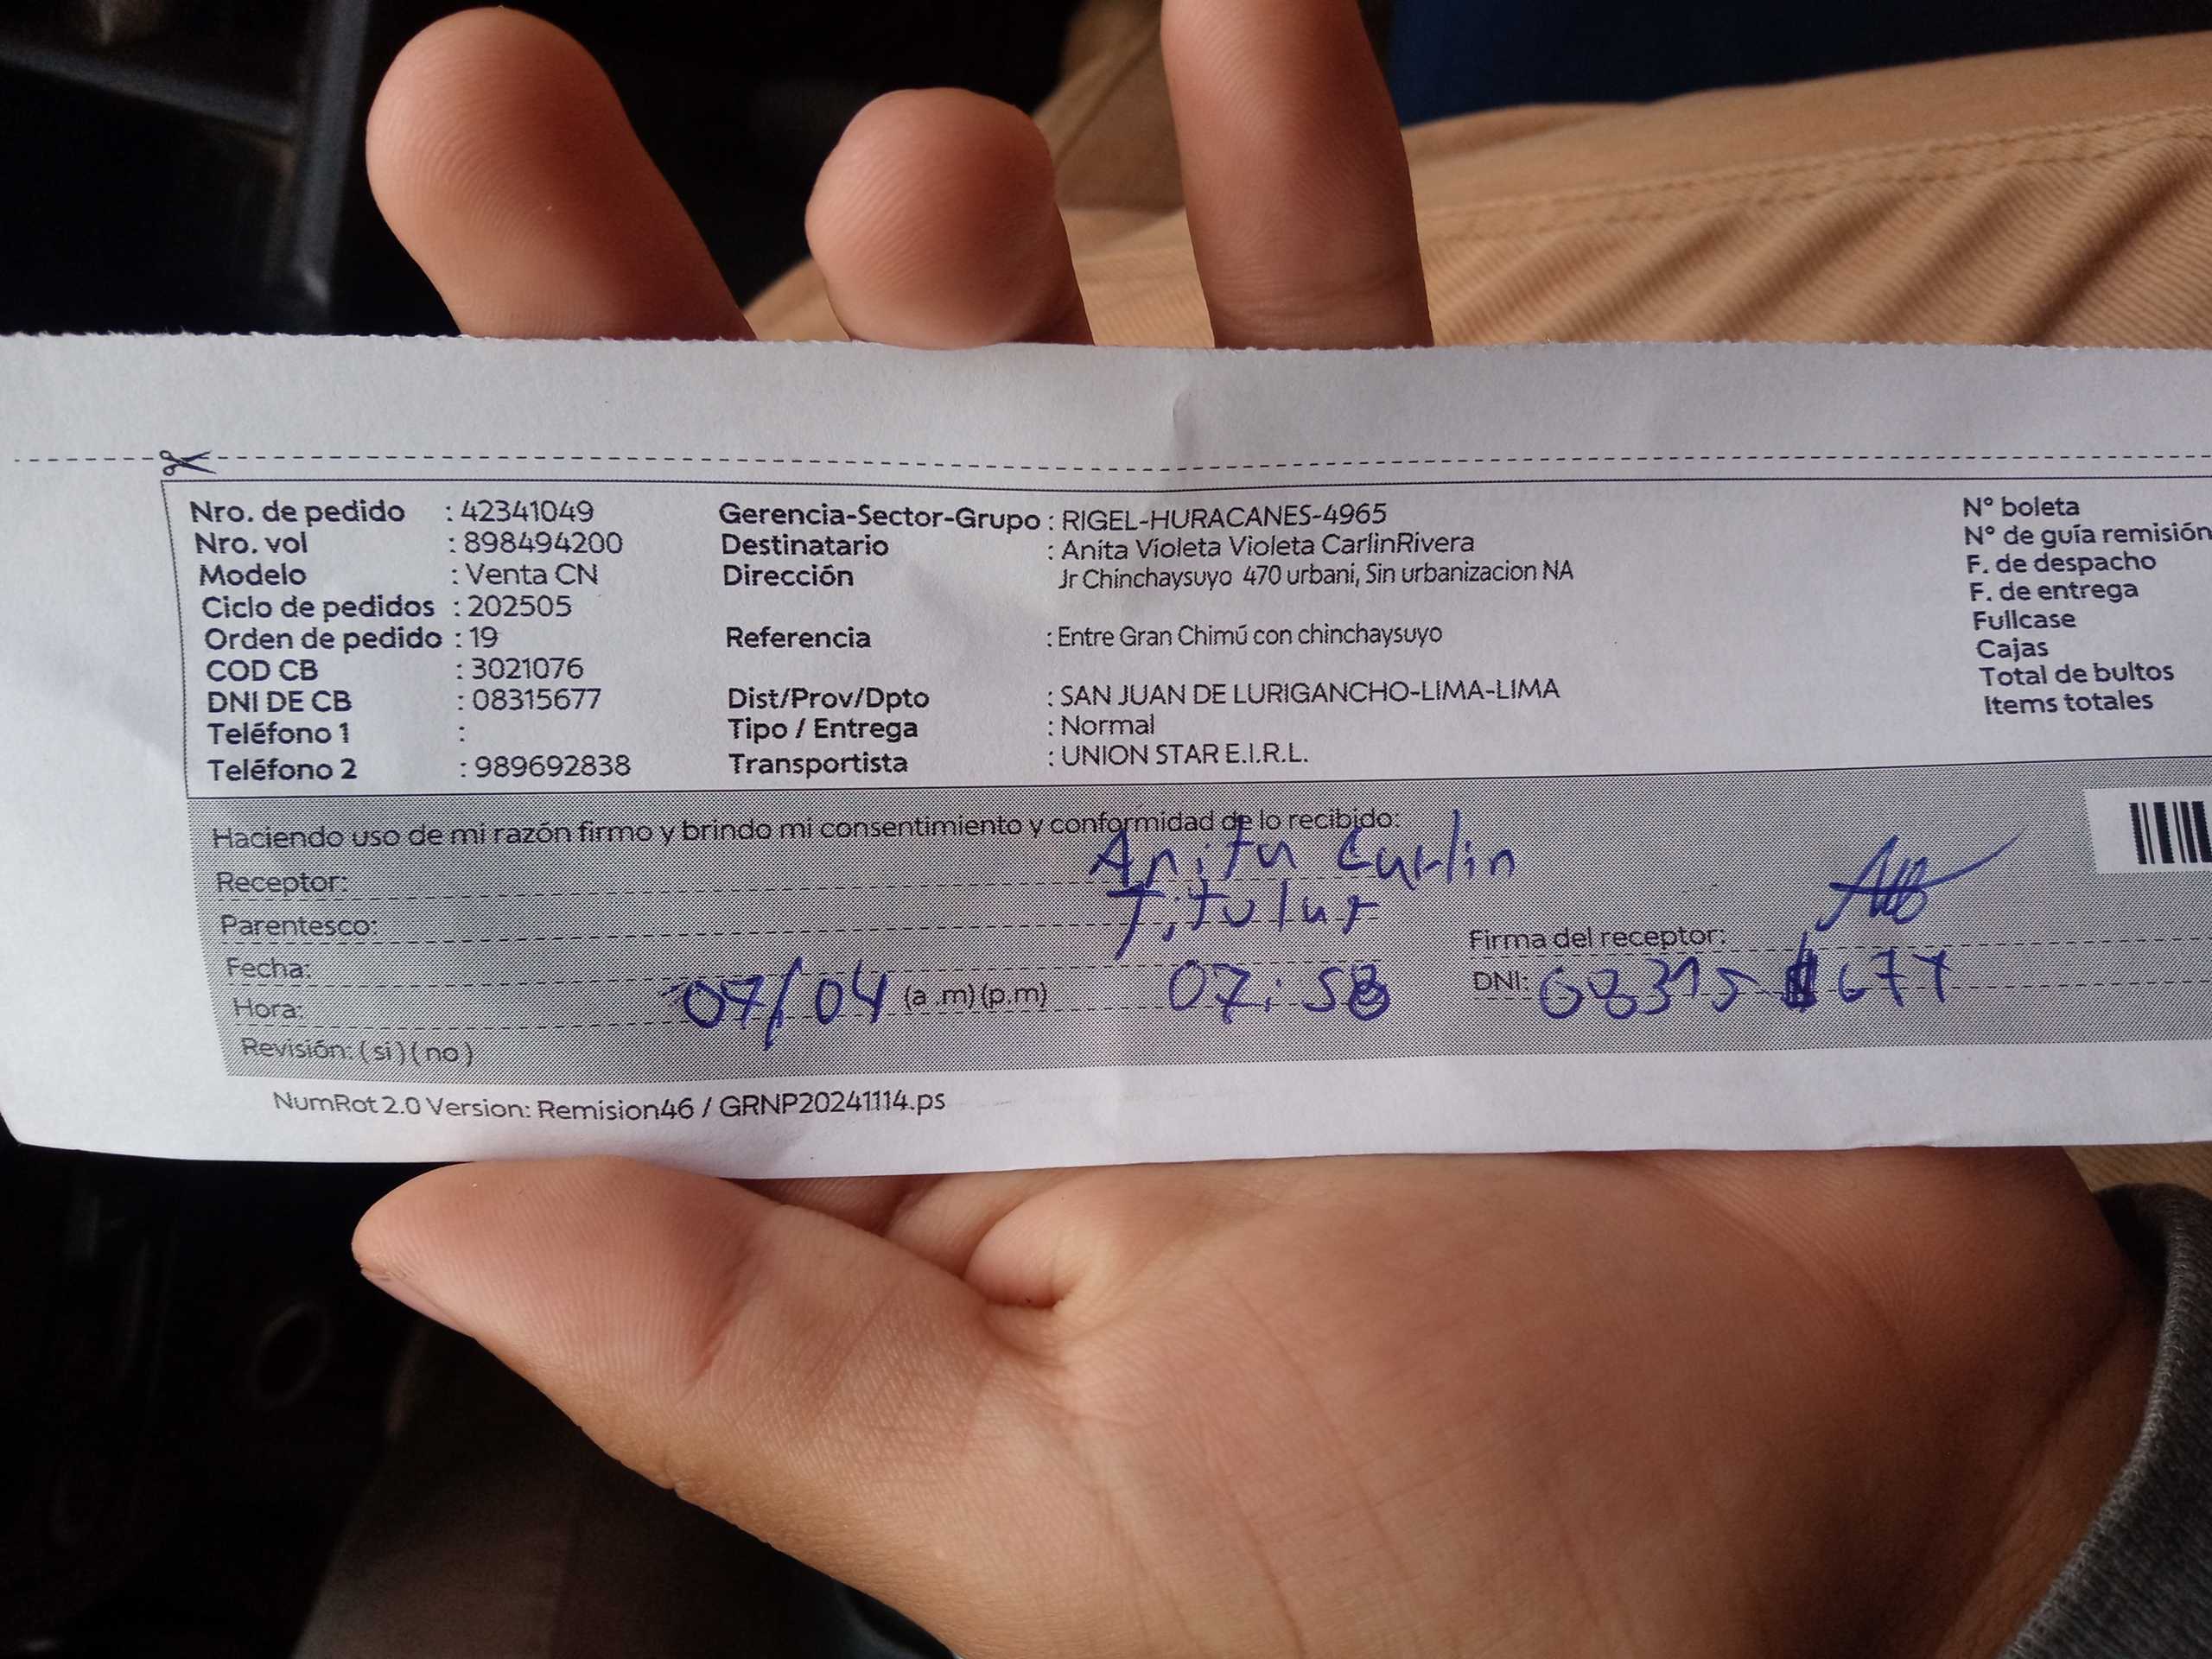 Nro. de pedido : 42341049
Nro. vol : 898494200
Modelo : Venta CN
Ciclo de pedidos : 202505
Orden de pedido : 19
COD CB : 3021076
DNI DE CB : 08315677
Teléfono 1 :
Teléfono 2 : 989692838
Gerencia-Sector-Grupo : RIGEL-HURACANES-4965
Destinatario : Anita Violeta Violeta CarlinRivera
Dirección Jr Chinchaysuyo 470 urbani, Sin urbanizacion NA
Referencia : Entre Gran Chimú con chinchaysuyo
Dist/Prov/Dpto : SAN JUAN DE LURIGANCHO-LIMA-LIMA
Tipo / Entrega : Normal
Transportista : UNION STAR E.I.R.L.
N° boleta
N° de guía remisión
F. de despacho
F. de entrega
Fullcase
Cajas
Total de bultos
Items totales
Haciendo uso de mi razón firmo y brindo mi consentimiento y conformidad de lo recibido:
Receptor: Anita Carlin
Parentesco: Titular
Firma del receptor:
Fecha: 07/04
Hora: (a .m) (p.m) 07:58
DNI: 08315 677
Revisión: ( si ) ( no )
NumRot 2.0 Version: Remision46 / GRNP20241114.ps